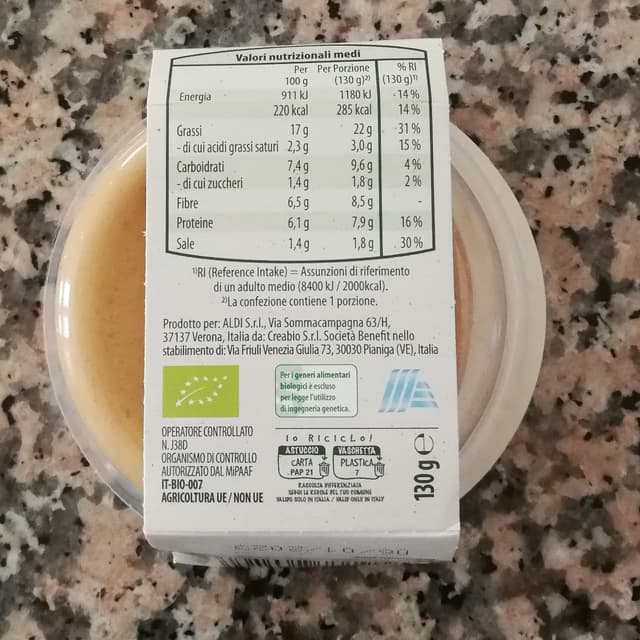 Valori nutrizionali medi
Per 100 g Per Porzione (130 g)²⁾ % RI (130 g)¹⁾
Energia 911 kJ 1180 kJ - 14 %
220 kcal 285 kcal 14 %
Grassi 17 g 22 g - 31 %
- di cui acidi grassi saturi 2,3 g 3,0 g 15 %
Carboidrati 7,4 g 9,6 g 4 %
- di cui zuccheri 1,4 g 1,8 g 2 %
Fibre 6,5 g 8,5 g -
Proteine 6,1 g 7,9 g 16 %
Sale 1,4 g 1,8 g 30 %
¹⁾RI (Reference Intake) = Assunzioni di riferimento
di un adulto medio (8400 kJ / 2000kcal).
²⁾La confezione contiene 1 porzione.
Prodotto per: ALDI S.r.l., Via Sommacampagna 63/H,
37137 Verona, Italia da: Creabio S.r.l. Società Benefit nello
stabilimento di: Via Friuli Venezia Giulia 73, 30030 Pianiga (VE), Italia
Per i generi alimentari
biologici è escluso
per legge l'utilizzo
di ingegneria genetica.
OPERATORE CONTROLLATO
N.J38D
ORGANISMO DI CONTROLLO
AUTORIZZATO DAL MiPAAF
IT-BIO-007
AGRICOLTURA UE / NON UE
IO RICICLO!
ASTUCCIO VASCHETTA
CARTA PLASTICA
PAP 21 7
RACCOLTA DIFFERENZIATA
SEGUI LE REGOLE DEL TUO COMUNE
VALIDO SOLO IN ITALIA / VALID ONLY IN ITALY
130 g e